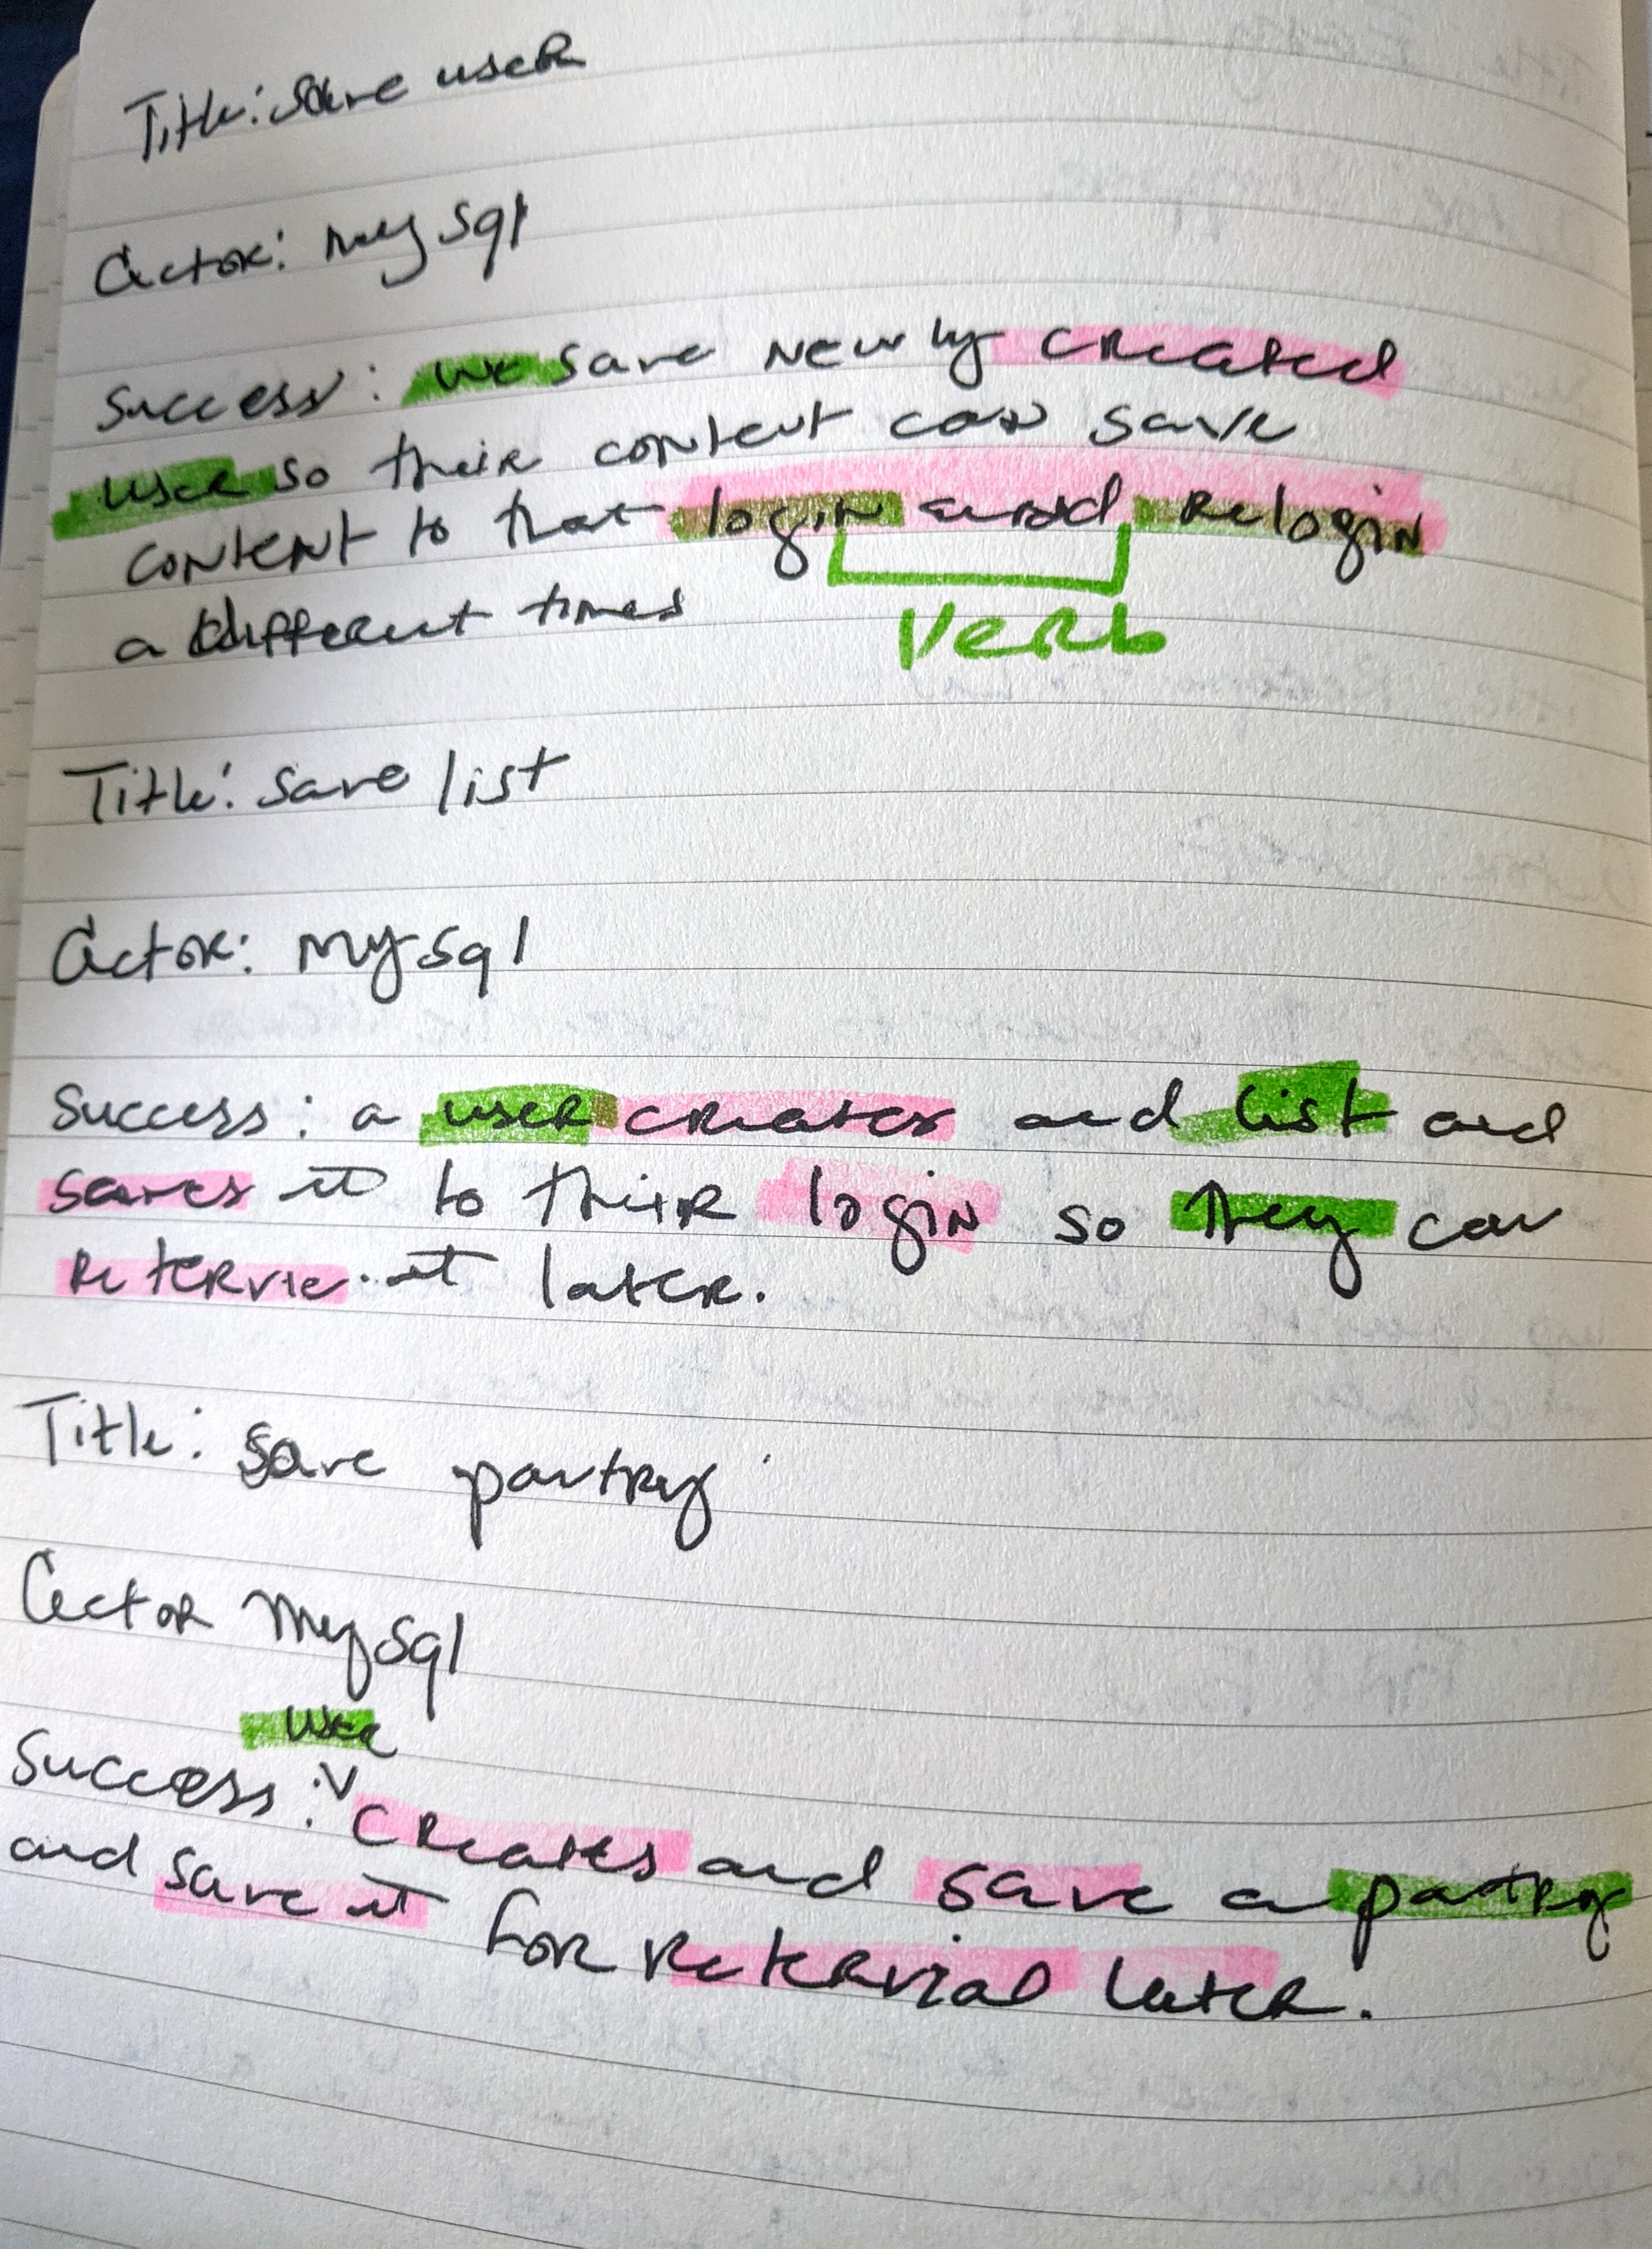 Title: Save user
Actor: mysql
Success: we save newly created
user so their content can save
content to that login and relogin
a different times
Verb
Title: Save list
Actor: mysql
Success: a user creates and list and
saves it to their login so they can
retervie it later.
Title: Save pantry
Actor mysql
User
Success: creates and save a pantry
and save it for retervial later.